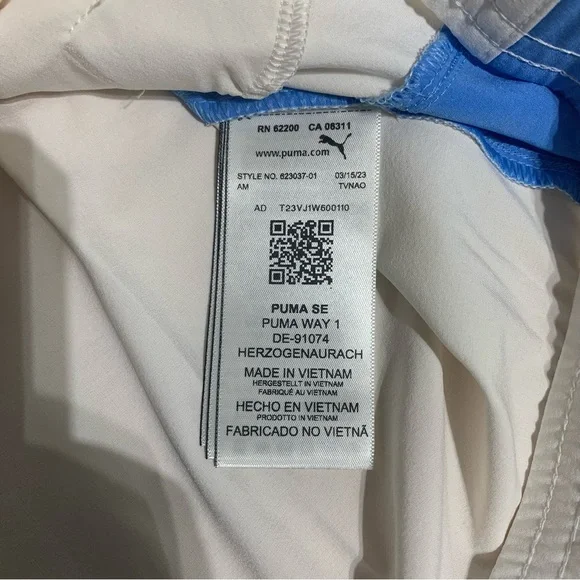 RN 62200 CA 06311
www.puma.com
STYLE NO. 623037-01 03/15/23
AM TVNAO
AD T23VJ1W600110
PUMA SE
PUMA WAY 1
DE-91074
HERZOGENAURACH
MADE IN VIETNAM
HERGESTELLT IN VIETNAM
FABRIQUÉ AU VIETNAM
HECHO EN VIETNAM
PRODOTTO IN VIETNAM
FABRICADO NO VIETNÃ